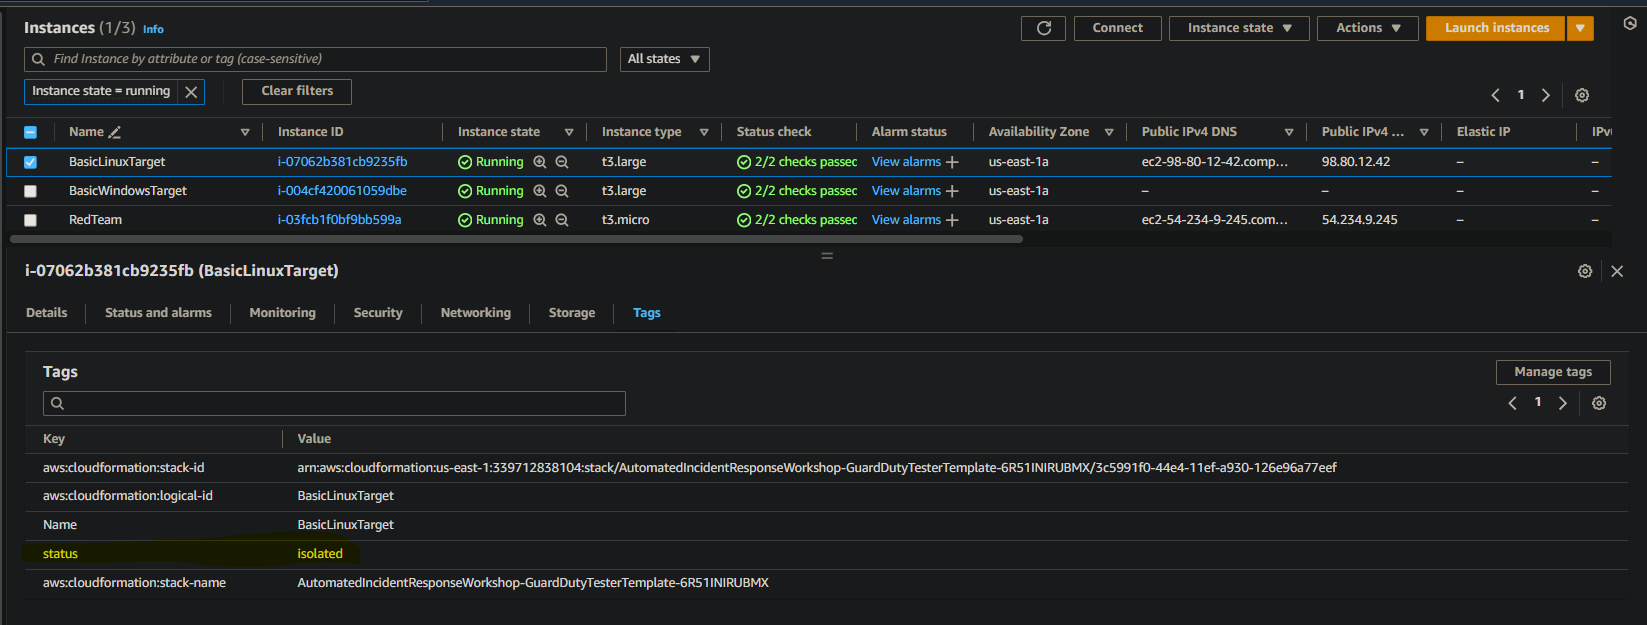 Instances (1/3) Info
Connect Instance state Actions Launch instances
Find Instance by attribute or tag (case-sensitive) All states
Instance state = running Clear filters
1
Name Instance ID Instance state Instance type Status check Alarm status Availability Zone Public IPv4 DNS Public IPv4 ... Elastic IP IPv
BasicLinuxTarget i-07062b381cb9235fb Running t3.large 2/2 checks passec View alarms + us-east-1a ec2-98-80-12-42.comp... 98.80.12.42 – –
BasicWindowsTarget i-004cf420061059dbe Running t3.large 2/2 checks passec View alarms + us-east-1a – – – –
RedTeam i-03fcb1f0bf9bb599a Running t3.micro 2/2 checks passec View alarms + us-east-1a ec2-54-234-9-245.com... 54.234.9.245 – –
i-07062b381cb9235fb (BasicLinuxTarget)
Details Status and alarms Monitoring Security Networking Storage Tags
Tags Manage tags
1
Key Value
aws:cloudformation:stack-id arn:aws:cloudformation:us-east-1:339712838104:stack/AutomatedIncidentResponseWorkshop-GuardDutyTesterTemplate-6R51INIRUBMX/3c5991f0-44e4-11ef-a930-126e96a77eef
aws:cloudformation:logical-id BasicLinuxTarget
Name BasicLinuxTarget
status isolated
aws:cloudformation:stack-name AutomatedIncidentResponseWorkshop-GuardDutyTesterTemplate-6R51INIRUBMX